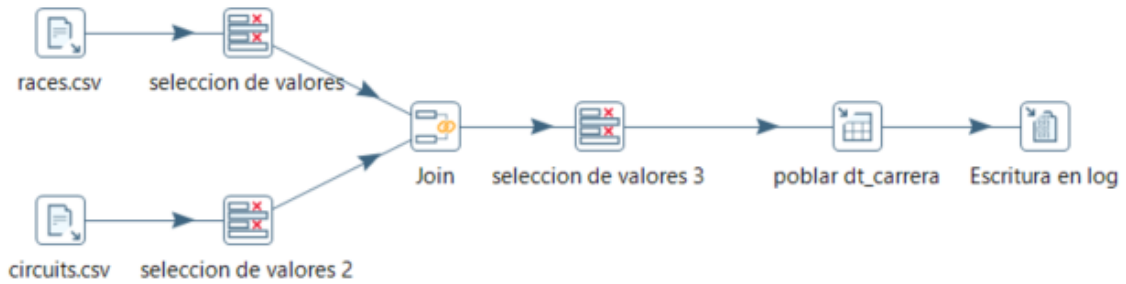 races.csv
seleccion de valores
Join
seleccion de valores 3
poblar dt_carrera
Escritura en log
circuits.csv
seleccion de valores 2